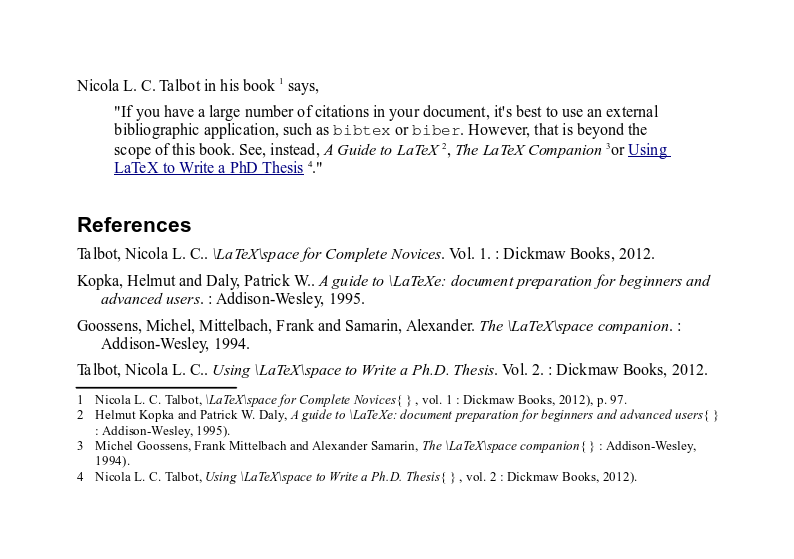 Nicola L. C. Talbot in his book 1 says,
"If you have a large number of citations in your document, it's best to use an external
bibliographic application, such as bibtex or biber. However, that is beyond the
scope of this book. See, instead, A Guide to LaTeX 2, The LaTeX Companion 3or Using
LaTeX to Write a PhD Thesis 4."
References
Talbot, Nicola L. C.. \LaTeX\space for Complete Novices. Vol. 1. : Dickmaw Books, 2012.
Kopka, Helmut and Daly, Patrick W.. A guide to \LaTeXe: document preparation for beginners and
advanced users. : Addison-Wesley, 1995.
Goossens, Michel, Mittelbach, Frank and Samarin, Alexander. The \LaTeX\space companion. :
Addison-Wesley, 1994.
Talbot, Nicola L. C.. Using \LaTeX\space to Write a Ph.D. Thesis. Vol. 2. : Dickmaw Books, 2012.
1 Nicola L. C. Talbot, \LaTeX\space for Complete Novices{ } , vol. 1 : Dickmaw Books, 2012), p. 97.
2 Helmut Kopka and Patrick W. Daly, A guide to \LaTeXe: document preparation for beginners and advanced users{ }
: Addison-Wesley, 1995).
3 Michel Goossens, Frank Mittelbach and Alexander Samarin, The \LaTeX\space companion{ } : Addison-Wesley,
1994).
4 Nicola L. C. Talbot, Using \LaTeX\space to Write a Ph.D. Thesis{ } , vol. 2 : Dickmaw Books, 2012).